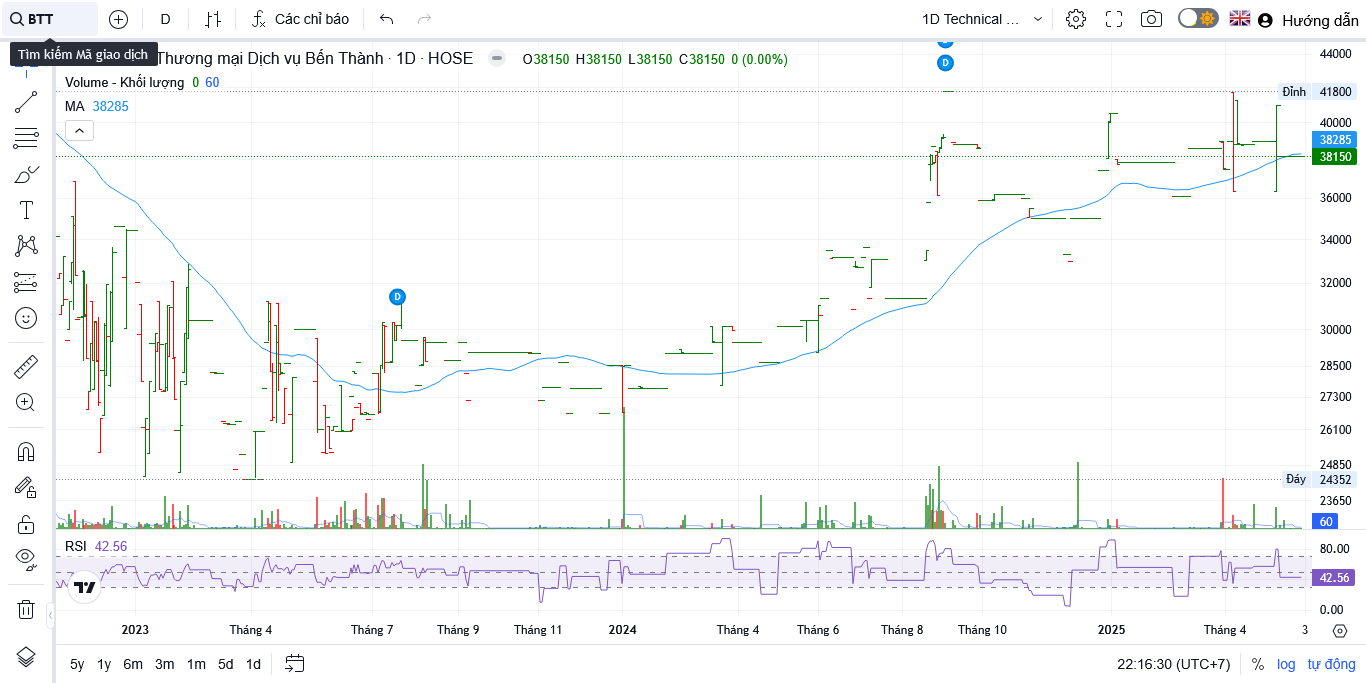 BTT
D
Các chỉ báo
1D Technical ...
Hướng dẫn
Tìm kiếm Mã giao dịch
Thương mại Dịch vụ Bến Thành · 1D · HOSE
O38150 H38150 L38150 C38150 0 (0.00%)
Volume - Khối lượng 0 60
MA 38285
D
D
44000
Đỉnh 41800
40000
38285
38150
36000
34000
32000
30000
28500
27300
26100
24850
Đáy 24352
23650
60
RSI 42.56
80.00
42.56
0.00
2023 Tháng 4 Tháng 7 Tháng 9 Tháng 11 2024 Tháng 4 Tháng 6 Tháng 8 Tháng 10 2025 Tháng 4 3
5y 1y 6m 3m 1m 5d 1d
22:16:30 (UTC+7) % log tự động